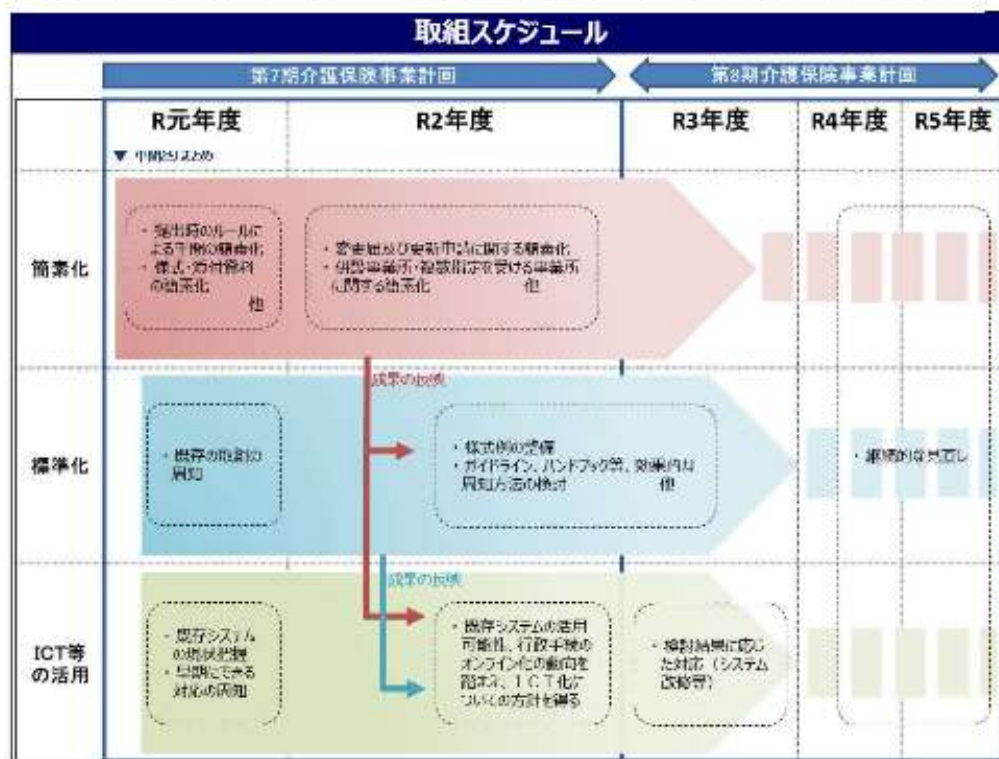 取組スケジュール
第7期介護保険事業計画
第8期介護保険事業計画
R元年度
R2年度
R3年度
R4年度
R5年度
▼ 中間とりまとめ
簡素化
・提出時のルールに
よる手間の簡素化
・様式・添付資料
の簡素化
他
・変更届及び更新申請に関する簡素化
・併設事業所・複数指定を受ける事業所
に関する簡素化 他
成果の反映
標準化
・既存の取組の
周知
・様式例の整備
・ガイドライン、ハンドブック等、効果的な
周知方法の検討 他
・継続的な見直し
成果の反映
ICT等
の活用
・既存システム
の現状把握
・早期にできる
対応の周知
・既存システムの活用
可能性、行政手続の
オンライン化の動向を
踏まえ、ICT化に
ついての方針を得る
・検討結果に応じ
た対応（システム
改修等）